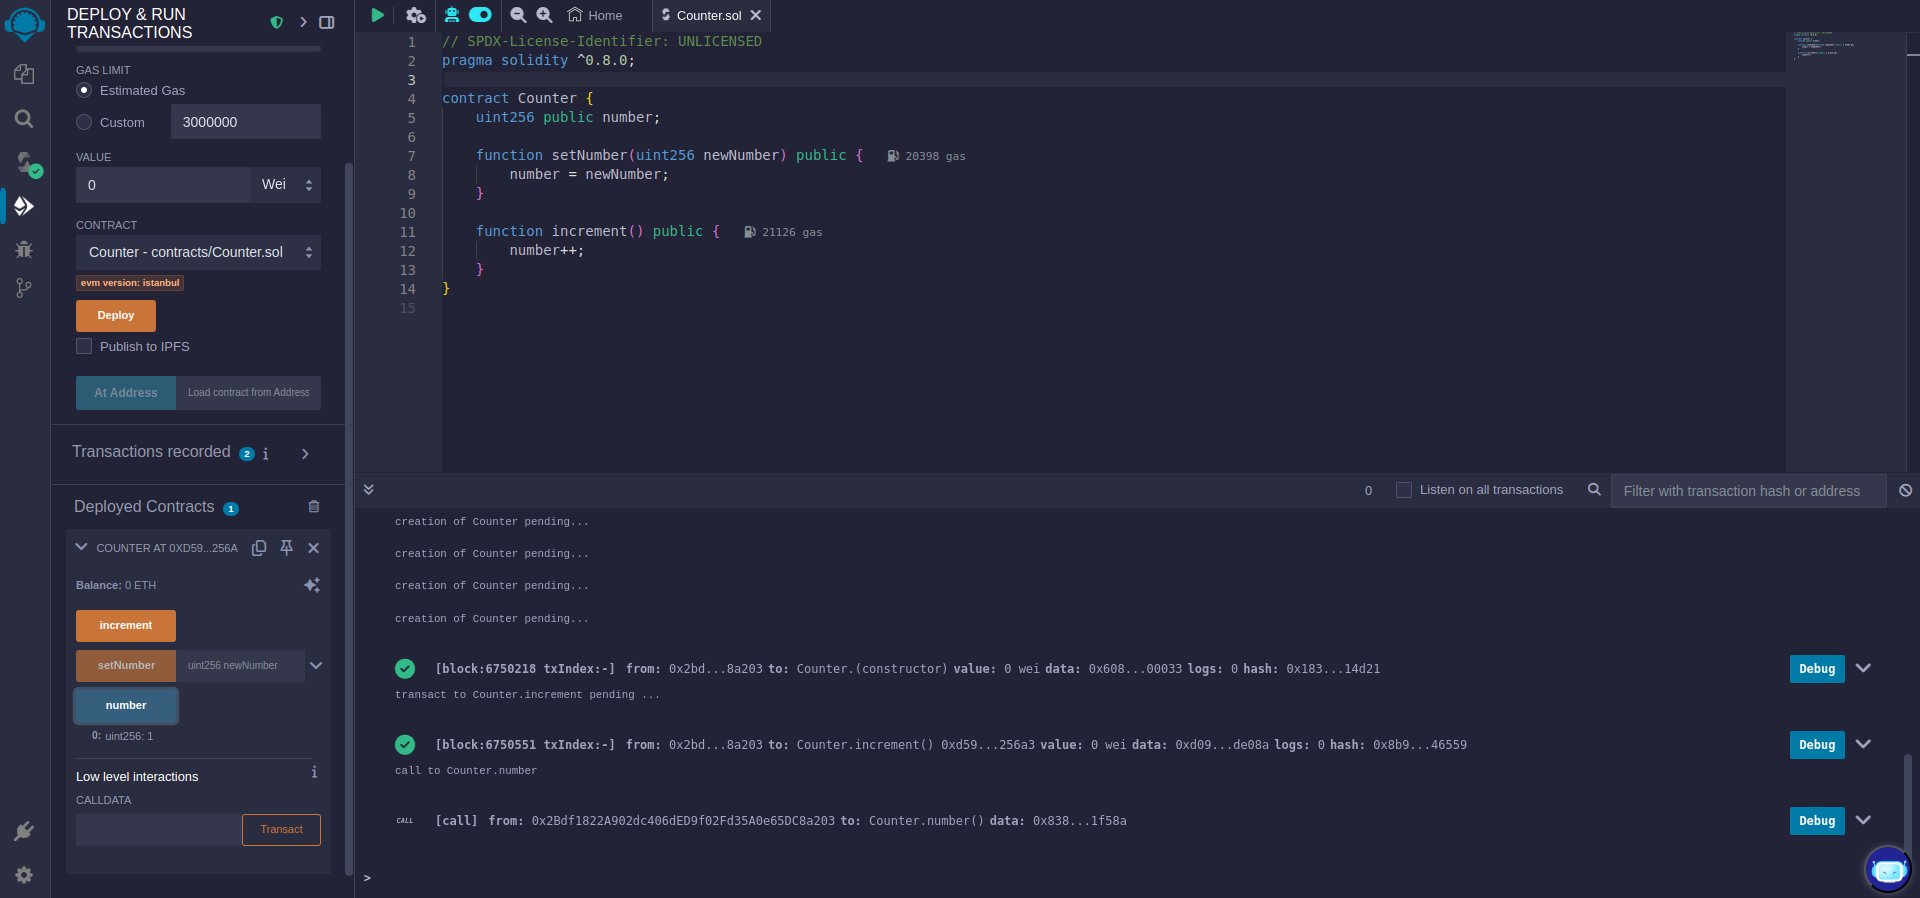 DEPLOY & RUN
TRANSACTIONS
GAS LIMIT
Estimated Gas
Custom
3000000
VALUE
0
Wei
CONTRACT
Counter - contracts/Counter.sol
evm version: istanbul
Deploy
Publish to IPFS
At Address
Load contract from Address
Transactions recorded 2 i
Deployed Contracts 1
COUNTER AT 0XD59...256A
Balance: 0 ETH
increment
setNumber
uint256 newNumber
number
0: uint256: 1
Low level interactions
i
CALLDATA
Transact
Home
Counter.sol
1 // SPDX-License-Identifier: UNLICENSED
2 pragma solidity ^0.8.0;
3
4 contract Counter {
5 uint256 public number;
6
7 function setNumber(uint256 newNumber) public { 20398 gas
8 number = newNumber;
9 }
10
11 function increment() public { 21126 gas
12 number++;
13 }
14 }
15
0
Listen on all transactions
Filter with transaction hash or address
creation of Counter pending...
creation of Counter pending...
creation of Counter pending...
creation of Counter pending...
[block:6750218 txIndex:-] from: 0x2bd...8a203 to: Counter.(constructor) value: 0 wei data: 0x608...00033 logs: 0 hash: 0x183...14d21
Debug
transact to Counter.increment pending ...
[block:6750551 txIndex:-] from: 0x2bd...8a203 to: Counter.increment() 0xd59...256a3 value: 0 wei data: 0xd09...de08a logs: 0 hash: 0x8b9...46559
Debug
call to Counter.number
CALL [call] from: 0x2Bdf1822A902dc406dED9f02Fd35A0e65DC8a203 to: Counter.number() data: 0x838...1f58a
Debug
>